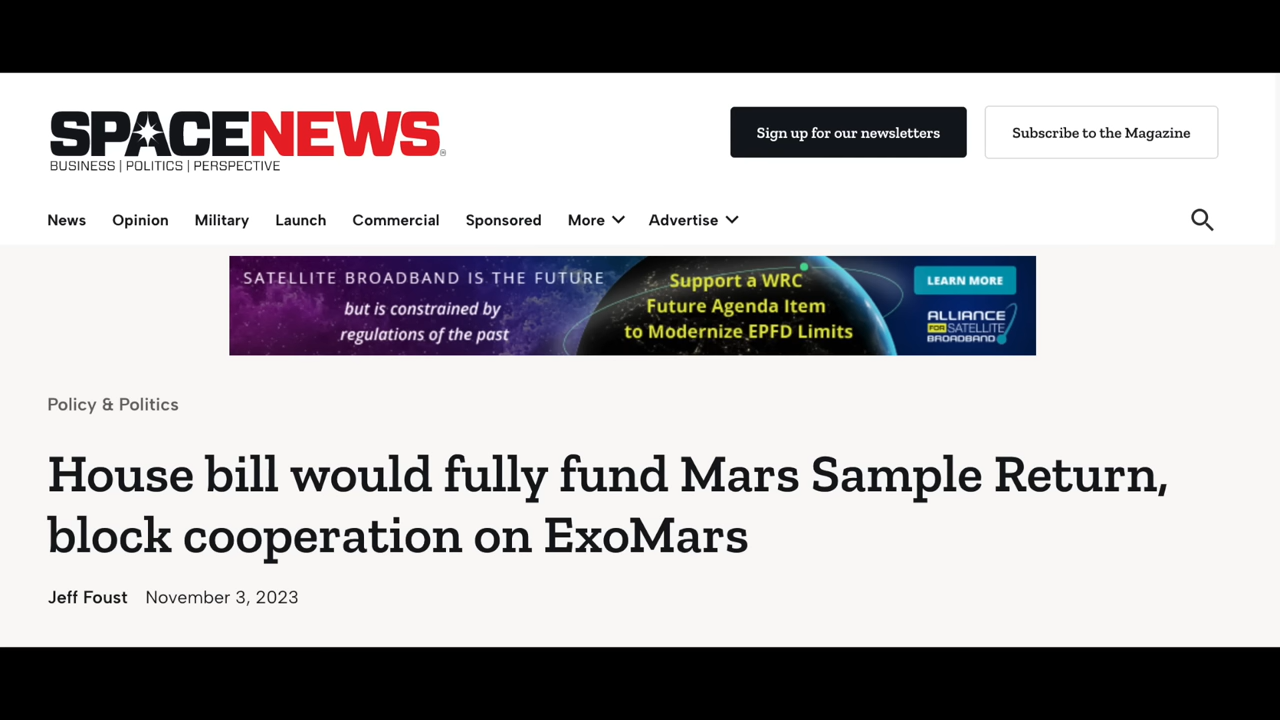 SPACENEWS
BUSINESS | POLITICS | PERSPECTIVE
Sign up for our newsletters
Subscribe to the Magazine
News Opinion Military Launch Commercial Sponsored More Advertise
SATELLITE BROADBAND IS THE FUTURE
but is constrained by
regulations of the past
Support a WRC
Future Agenda Item
to Modernize EPFD Limits
LEARN MORE
ALLIANCE
FOR SATELLITE
BROADBAND
Policy & Politics
House bill would fully fund Mars Sample Return,
block cooperation on ExoMars
Jeff Foust November 3, 2023